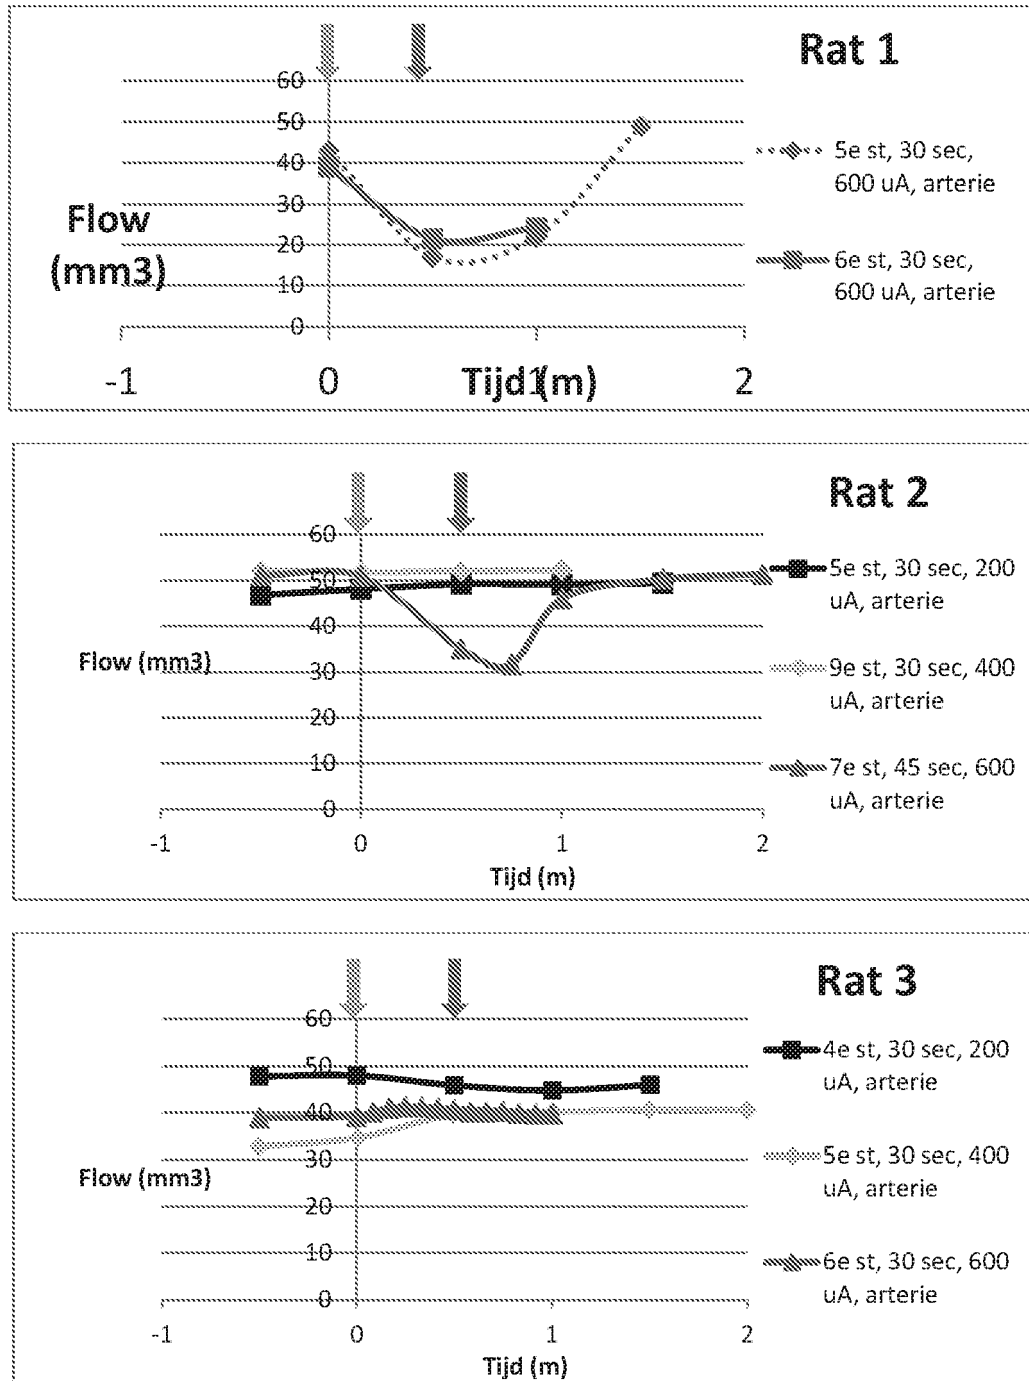 Rat 1
60
50
40
30
20
10
0
Flow
(mm3)
-1 0 1 2
Tijd (m)
5e st, 30 sec,
600 uA, arterie
6e st, 30 sec,
600 uA, arterie
Rat 2
60
50
40
30
20
10
0
Flow (mm3)
-1 0 1 2
Tijd (m)
5e st, 30 sec, 200
uA, arterie
9e st, 30 sec, 400
uA, arterie
7e st, 45 sec, 600
uA, arterie
Rat 3
60
50
40
30
20
10
0
Flow (mm3)
-1 0 1 2
Tijd (m)
4e st, 30 sec, 200
uA, arterie
5e st, 30 sec, 400
uA, arterie
6e st, 30 sec, 600
uA, arterie